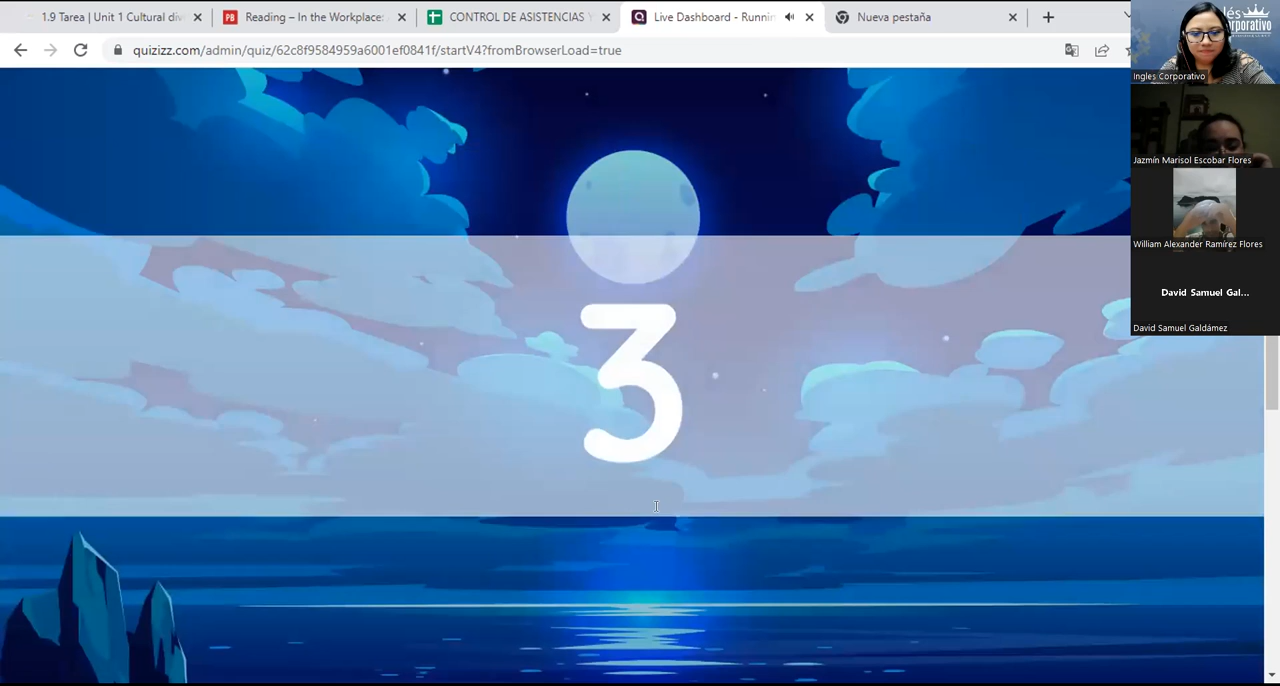 1.9 Tarea | Unit 1 Cultural div
Reading – In the Workplace:
CONTROL DE ASISTENCIAS Y
Live Dashboard - Runnin
Nueva pestaña
quizizz.com/admin/quiz/62c8f9584959a6001ef0841f/startV4?fromBrowserLoad=true
3
Ingles Corporativo
Jazmín Marisol Escobar Flores
William Alexander Ramírez Flores
David Samuel Gal...
David Samuel Galdámez